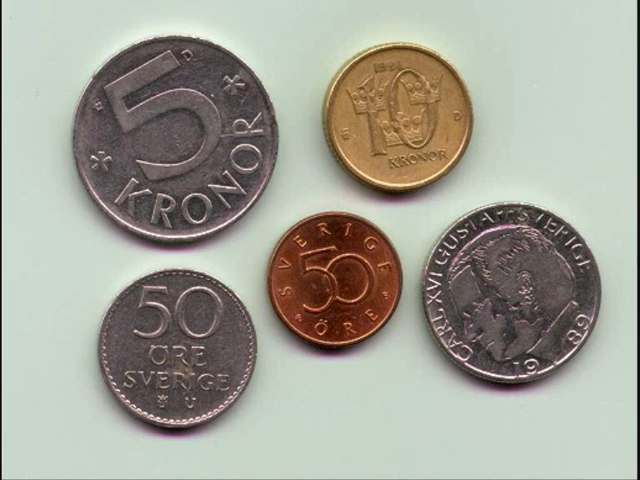 5
KRONOR
D
10
KRONOR
E D
50
ÖRE
SVERIGE
U
SVERIGE
50
ÖRE
CARL XVI GUSTAF SVERIGE
1989